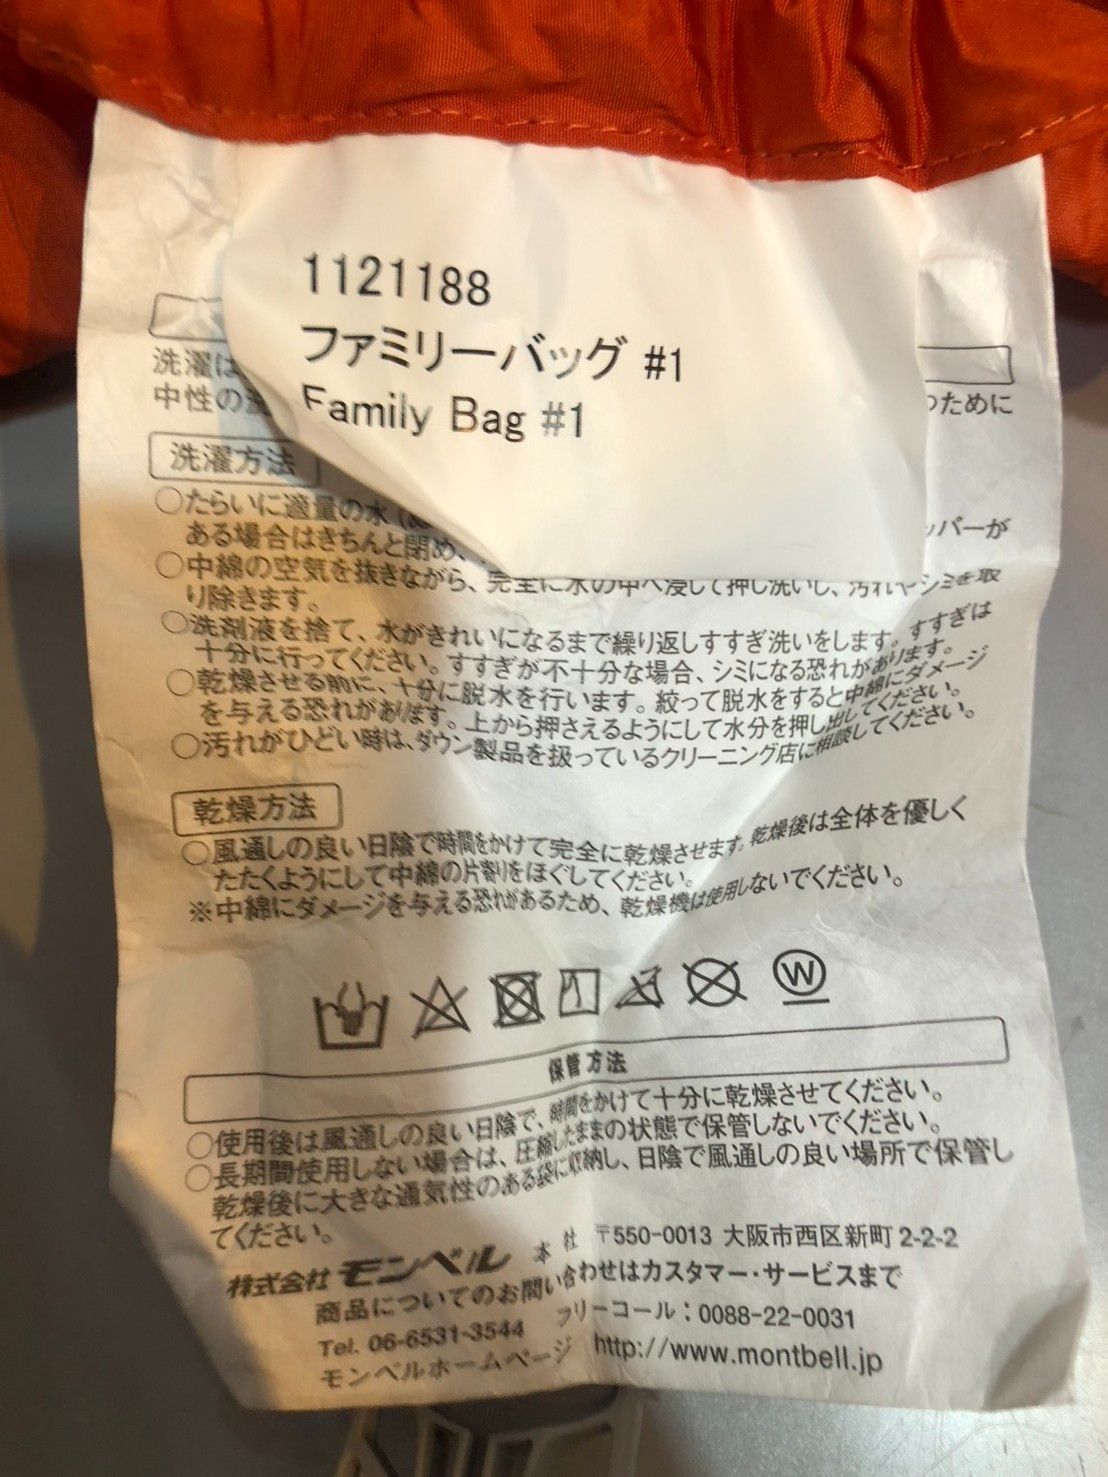 1121188
ファミリーバッグ #1
Family Bag #1
洗濯は
中性の洗
つために
洗濯方法
○たらいに適量の水
ッパーが
ある場合はきちんと閉め、
○中綿の空気を抜きながら、完全に水の中へ浸して押し洗いし、汚れやシミを取
り除きます。
○洗剤液を捨て、水がきれいになるまで繰り返しすすぎ洗いをします。すすぎは
十分に行ってください。すすぎが不十分な場合、シミになる恐れがあります。
○乾燥させる前に、十分に脱水を行います。絞って脱水をすると中綿にダメージ
を与える恐れがあります。上から押さえるようにして水分を押し出してください。
○汚れがひどい時は、ダウン製品を扱っているクリーニング店に相談してください。
乾燥方法
○風通しの良い日陰で時間をかけて完全に乾燥させます。乾燥後は全体を優しく
たたくようにして中綿の片寄りをほぐしてください。
※中綿にダメージを与える恐れがあるため、乾燥機は使用しないでください。
W
保管方法
○使用後は風通しの良い日陰で、時間をかけて十分に乾燥させてください。
○長期間使用しない場合は、圧縮したままの状態で保管しないでください。
乾燥後に大きな通気性のある袋に収納し、日陰で風通しの良い場所で保管し
てください。
株式会社モンベル 本社 〒550-0013 大阪市西区新町2-2-2
商品についてのお問い合わせはカスタマー・サービスまで
Tel. 06-6531-3544 フリーコール：0088-22-0031
モンベルホームページ http://www.montbell.jp